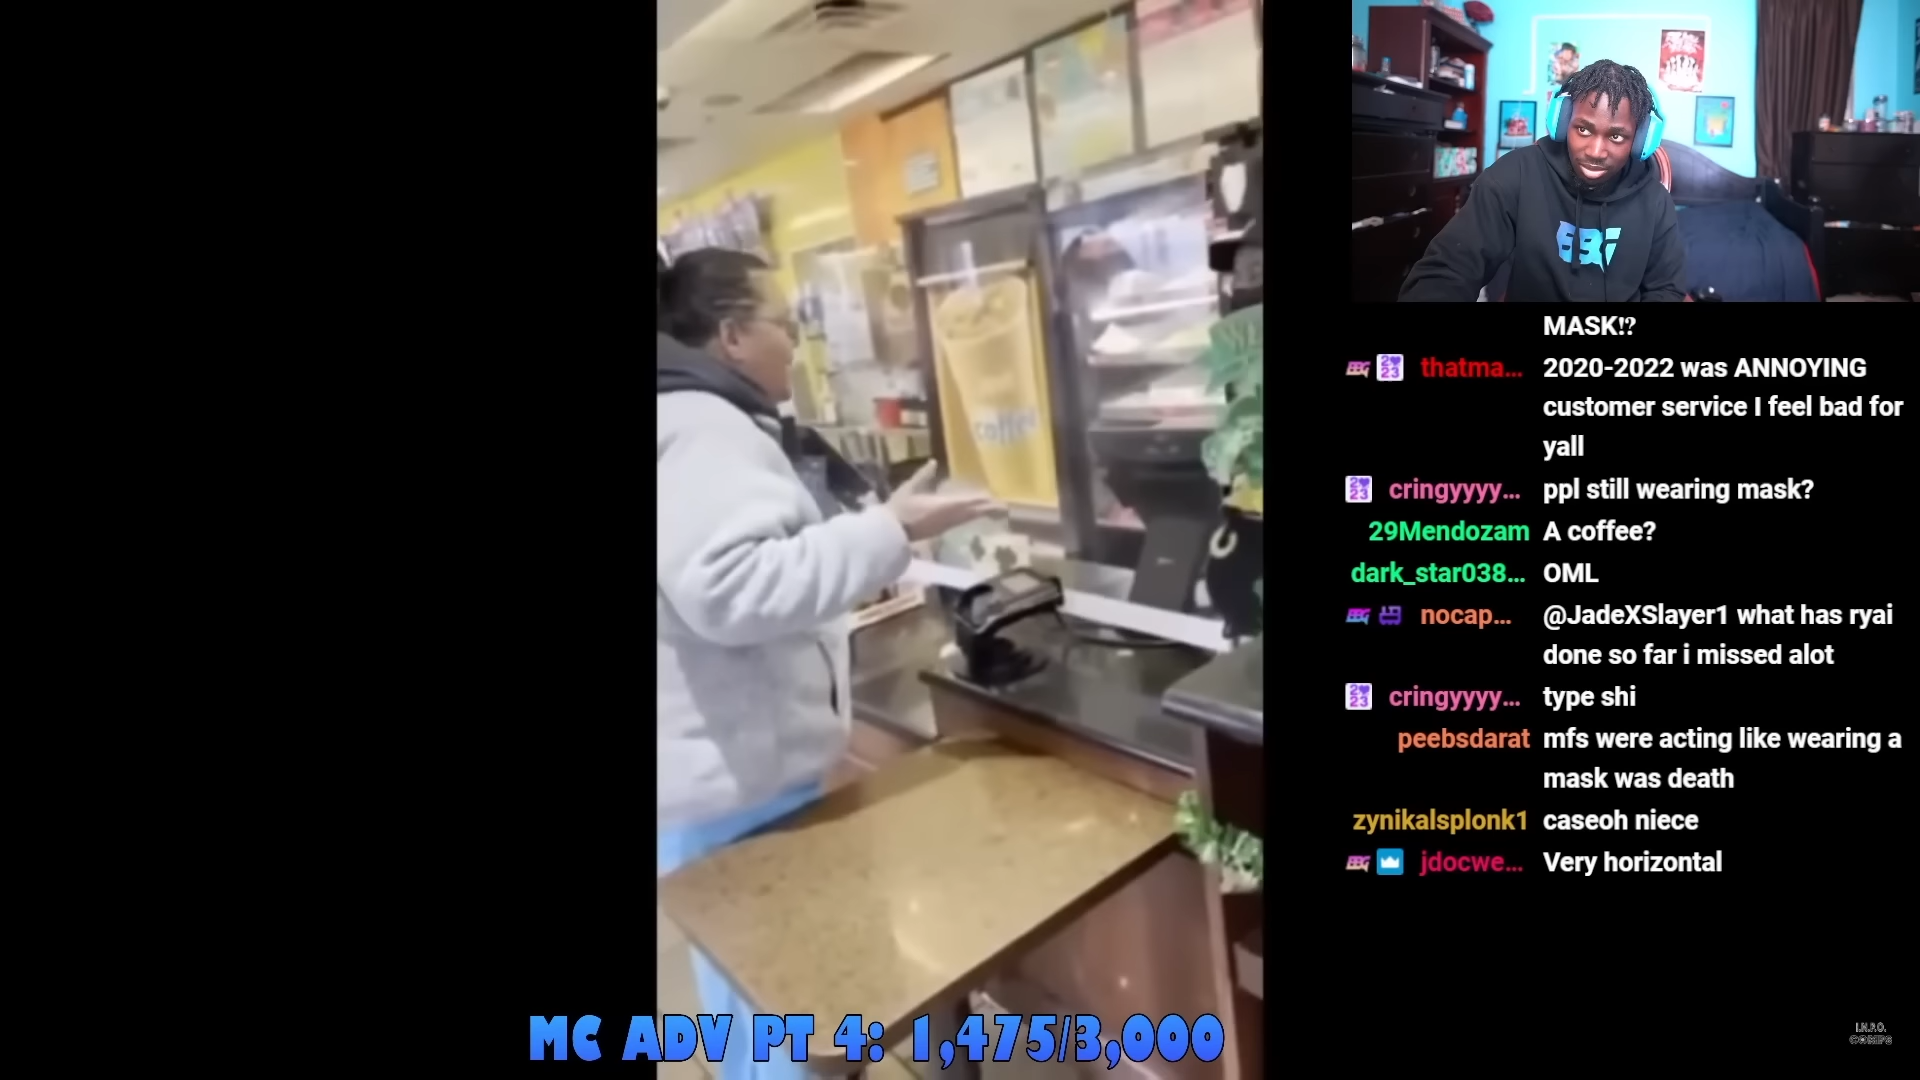 MASK!?
thatma... 2020-2022 was ANNOYING
customer service I feel bad for
yall
cringyyyy... ppl still wearing mask?
29Mendozam A coffee?
dark_star038... OML
nocap... @JadeXSlayer1 what has ryai
done so far i missed alot
cringyyyy... type shi
peebsdarat mfs were acting like wearing a
mask was death
zynikalsplonk1 caseoh niece
jdocwe... Very horizontal
coffee
EBG
MC ADV PT 4: 1,475/3,000
I.N.P.O.
COMPS